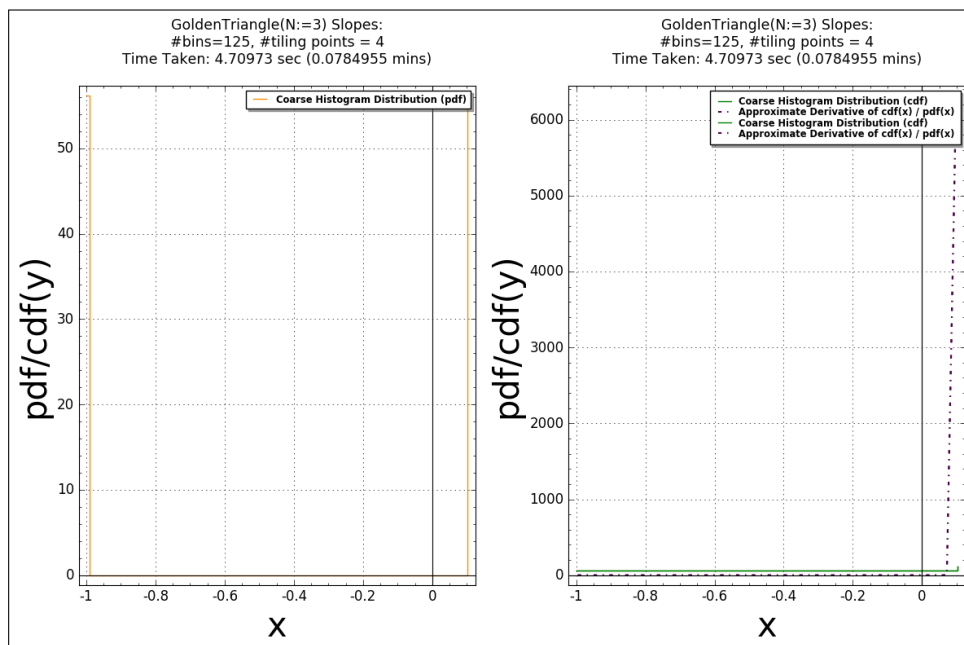 GoldenTriangle(N:=3) Slopes:
#bins=125, #tiling points = 4
Time Taken: 4.70973 sec (0.0784955 mins)
Coarse Histogram Distribution (pdf)
50
40
30
20
10
0
pdf/cdf(y)
-1 -0.8 -0.6 -0.4 -0.2 0
x
GoldenTriangle(N:=3) Slopes:
#bins=125, #tiling points = 4
Time Taken: 4.70973 sec (0.0784955 mins)
Coarse Histogram Distribution (cdf)
Approximate Derivative of cdf(x) / pdf(x)
Coarse Histogram Distribution (cdf)
Approximate Derivative of cdf(x) / pdf(x)
6000
5000
4000
3000
2000
1000
0
pdf/cdf(y)
-1 -0.8 -0.6 -0.4 -0.2 0
x